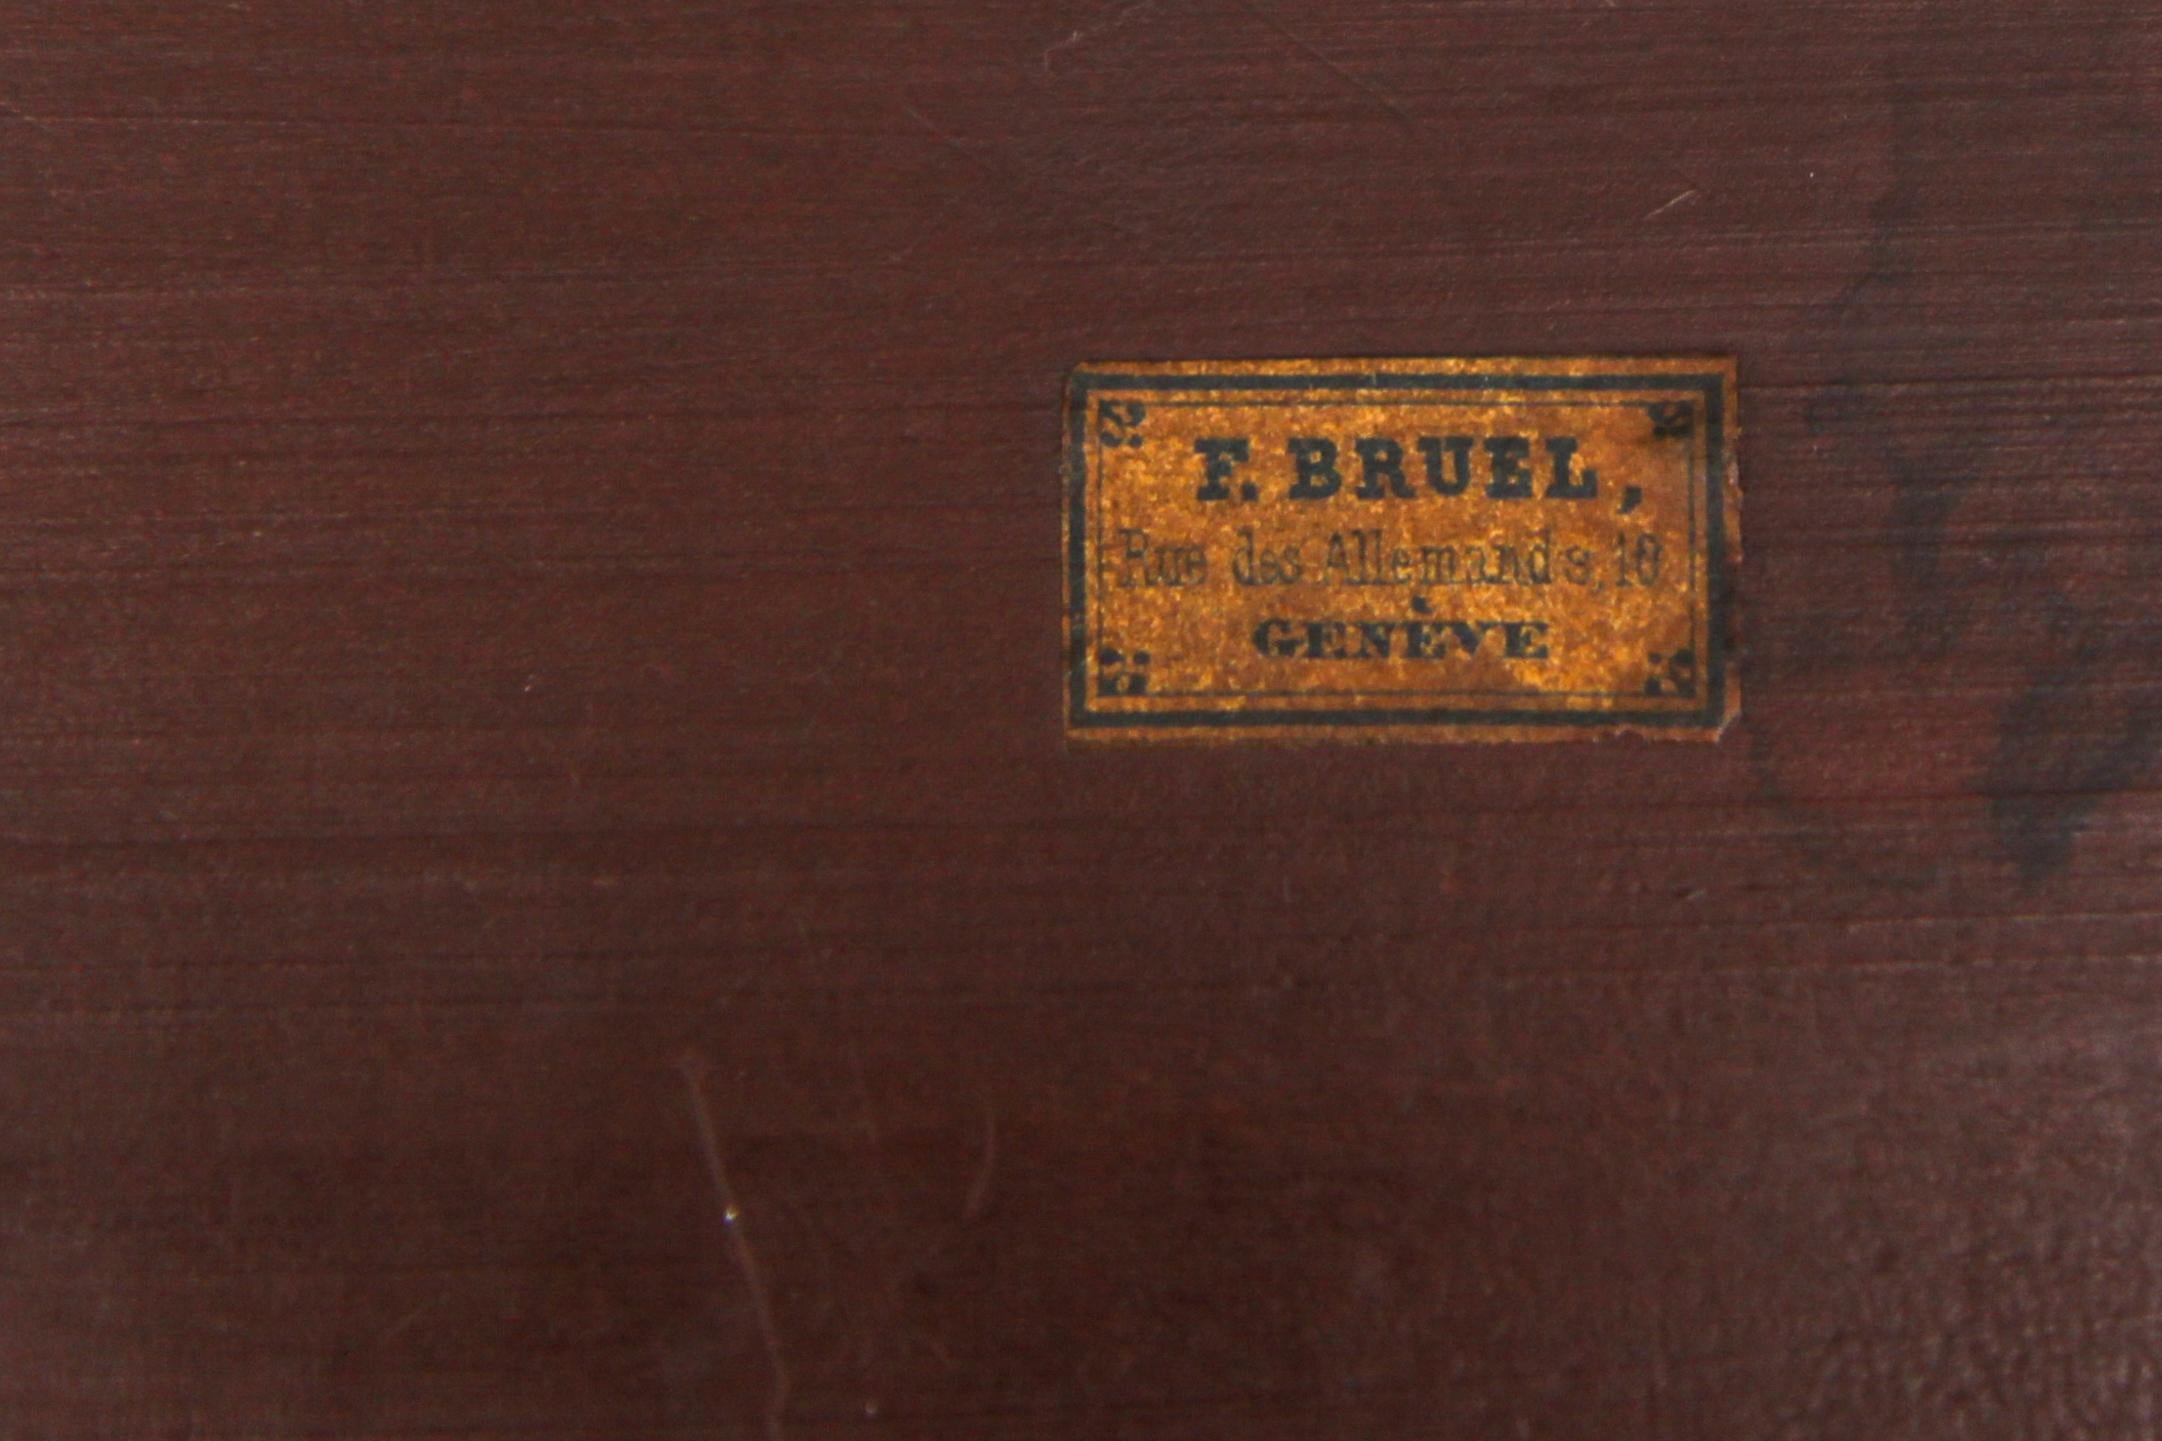 F. BRUEL,
Rue des Allemands, 10
à
GENÈVE